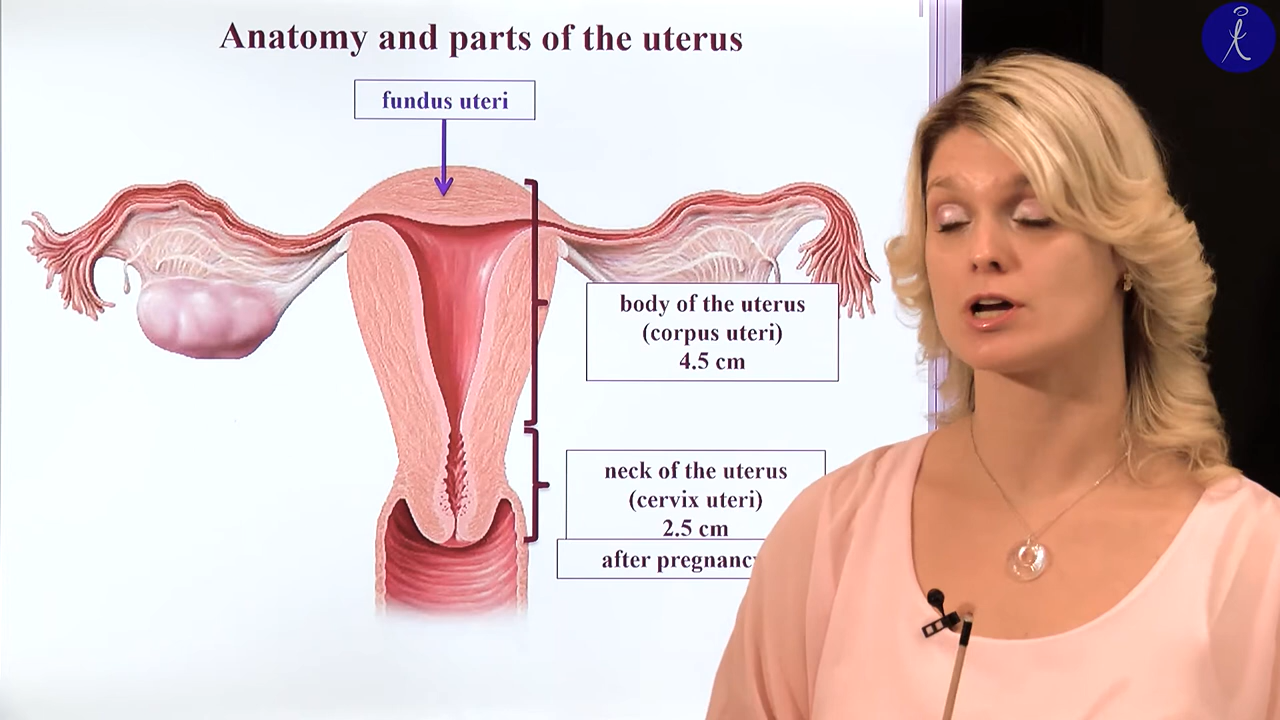 Anatomy and parts of the uterus
fundus uteri
body of the uterus
(corpus uteri)
4.5 cm
neck of the uterus
(cervix uteri)
2.5 cm
after